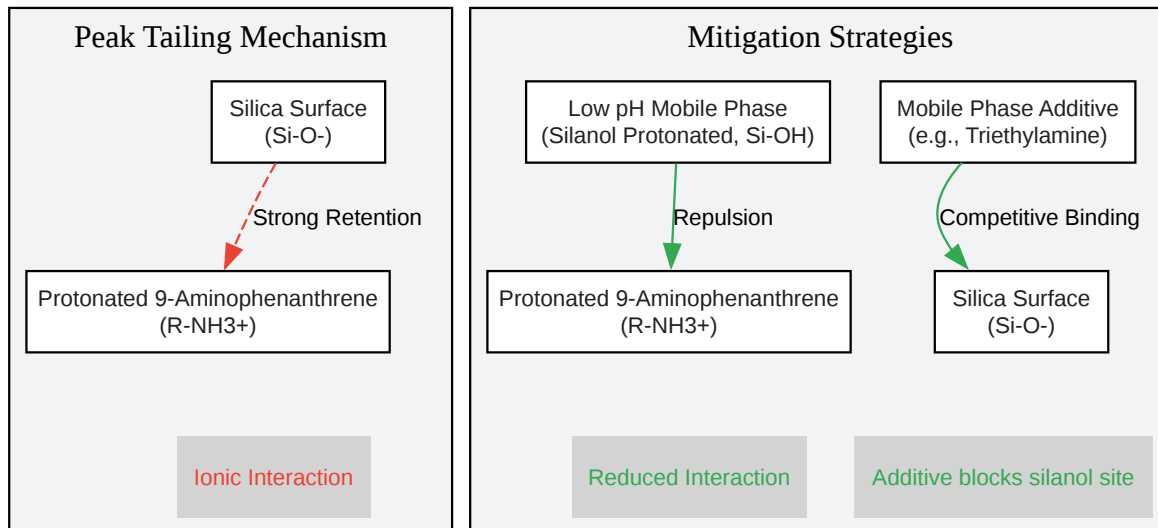 Peak Tailing Mechanism
Silica Surface
(Si-O-)
Strong Retention
Protonated 9-Aminophenanthrene
(R-NH3+)
Ionic Interaction
Mitigation Strategies
Low pH Mobile Phase
(Silanol Protonated, Si-OH)
Repulsion
Protonated 9-Aminophenanthrene
(R-NH3+)
Reduced Interaction
Mobile Phase Additive
(e.g., Triethylamine)
Competitive Binding
Silica Surface
(Si-O-)
Additive blocks silanol site